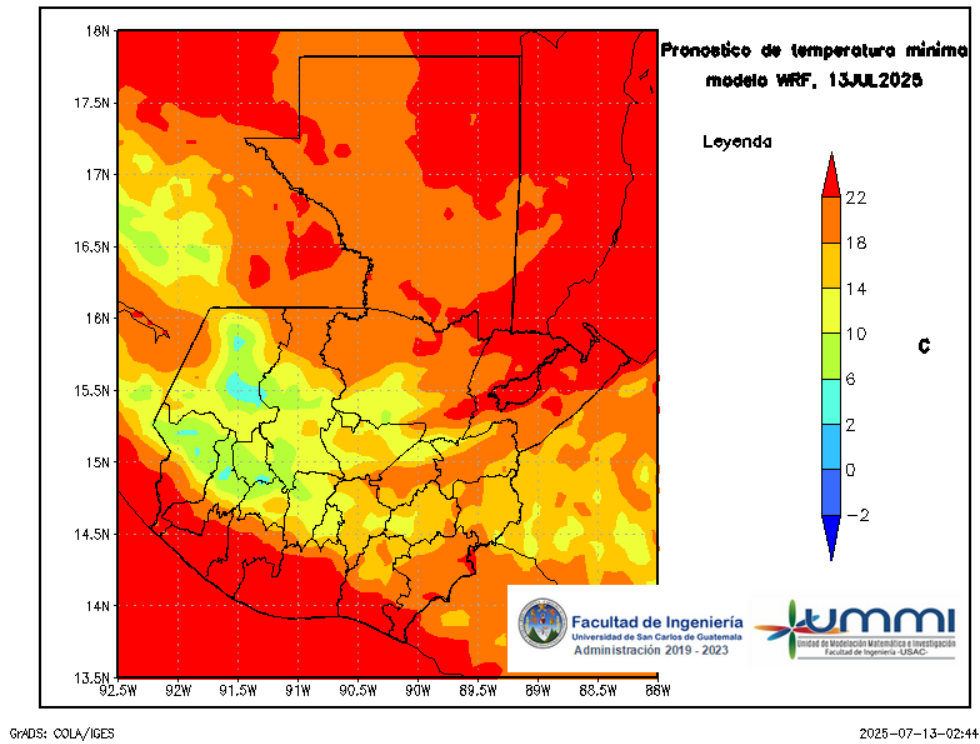 Pronostico de temperatura minima
modelo WRF, 13JUL2025
Leyenda
22
18
14
10
6
2
0
−2
C
18N
17.5N
17N
16.5N
16N
15.5N
15N
14.5N
14N
13.5N
92.5W 92W 91.5W 91W 90.5W 90W 89.5W 89W 88.5W 88W
Facultad de Ingeniería
Universidad de San Carlos de Guatemala
Administración 2019 - 2023
ummi
Unidad de Modelación Matemática e Investigación
Facultad de Ingeniería -USAC-
GrADS: COLA/IGES
2025-07-13-02:44